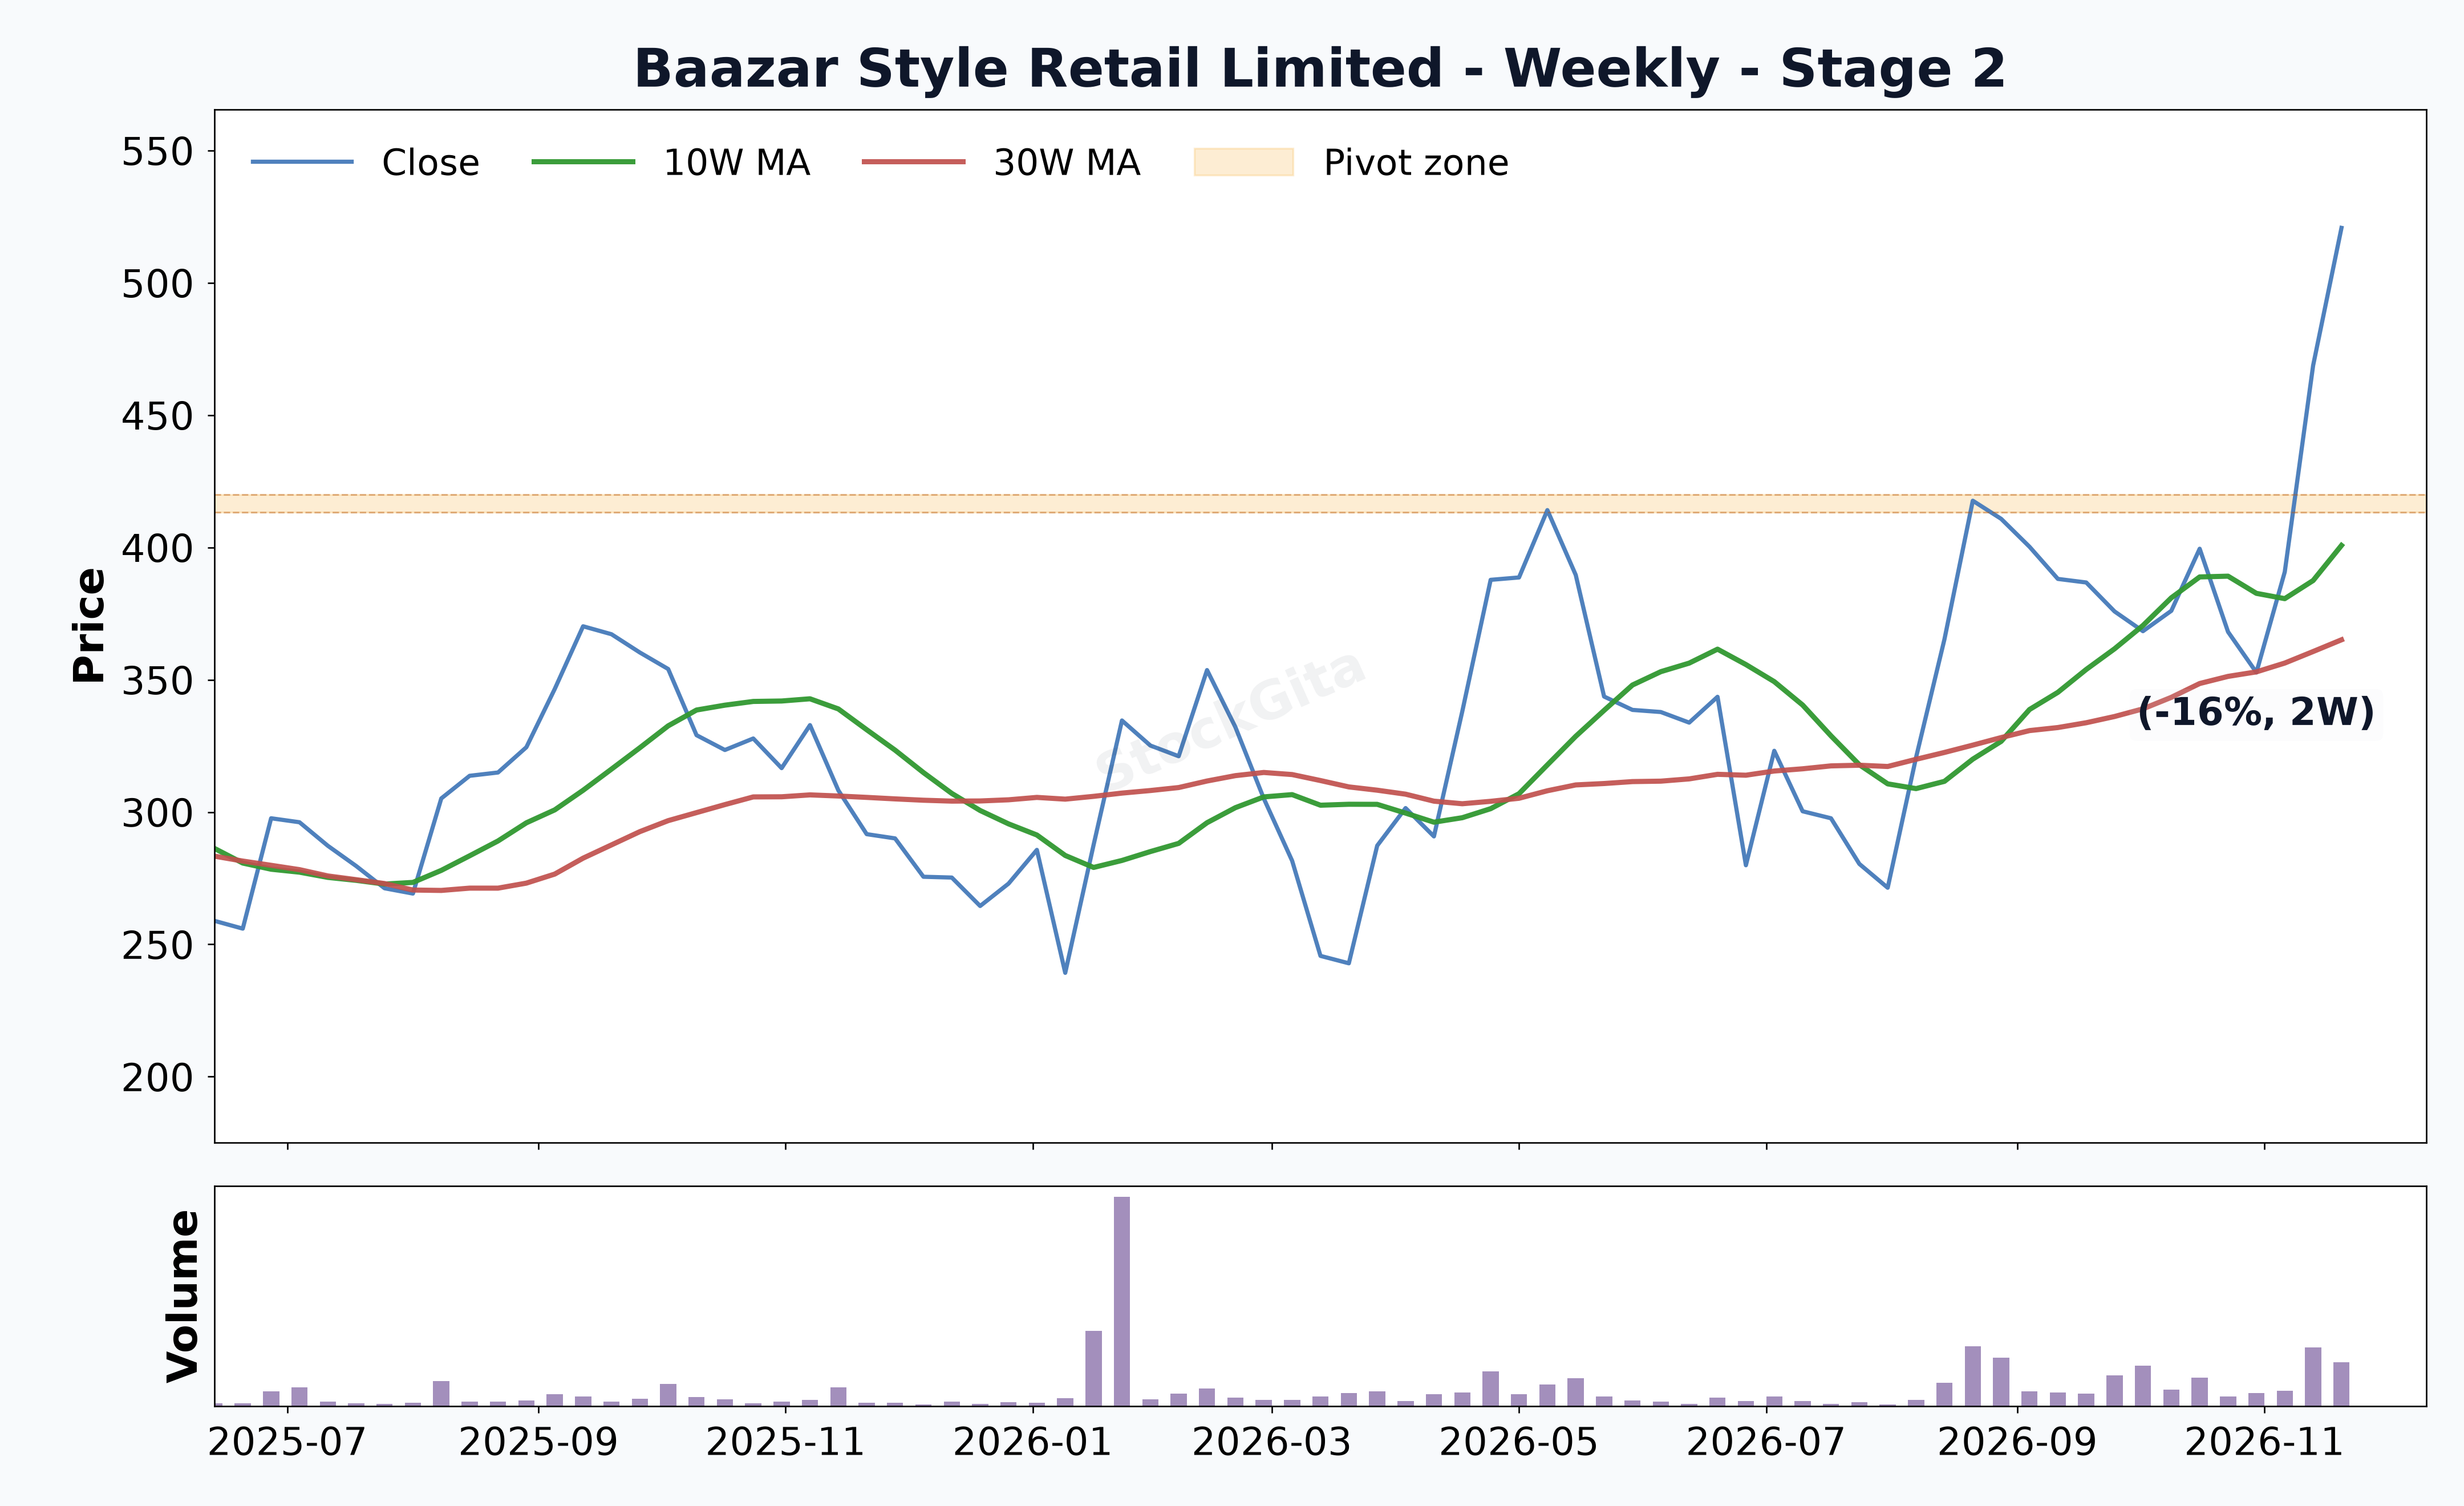 Baazar Style Retail Limited - Weekly - Stage 2
Close 10W MA 30W MA Pivot zone
550
500
450
400
350
300
250
200
Price
StockGita
(-16%, 2W)
Volume
2025-07 2025-09 2025-11 2026-01 2026-03 2026-05 2026-07 2026-09 2026-11